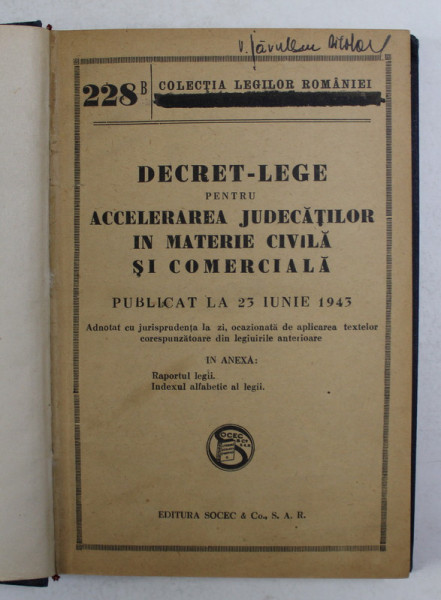 228 B
COLECȚIA LEGILOR ROMÂNIEI
DECRET-LEGE
PENTRU
ACCELERAREA JUDECĂȚILOR
IN MATERIE CIVILĂ
ȘI COMERCIALĂ
PUBLICAT LA 23 IUNIE 1943
Adnotat cu jurisprudența la zi, ocazionată de aplicarea textelor
corespunzătoare din legiuirile anterioare
IN ANEXA:
Raportul legii.
Indexul alfabetic al legii.
SOCEC
EDITURA SOCEC & Co., S. A. R.